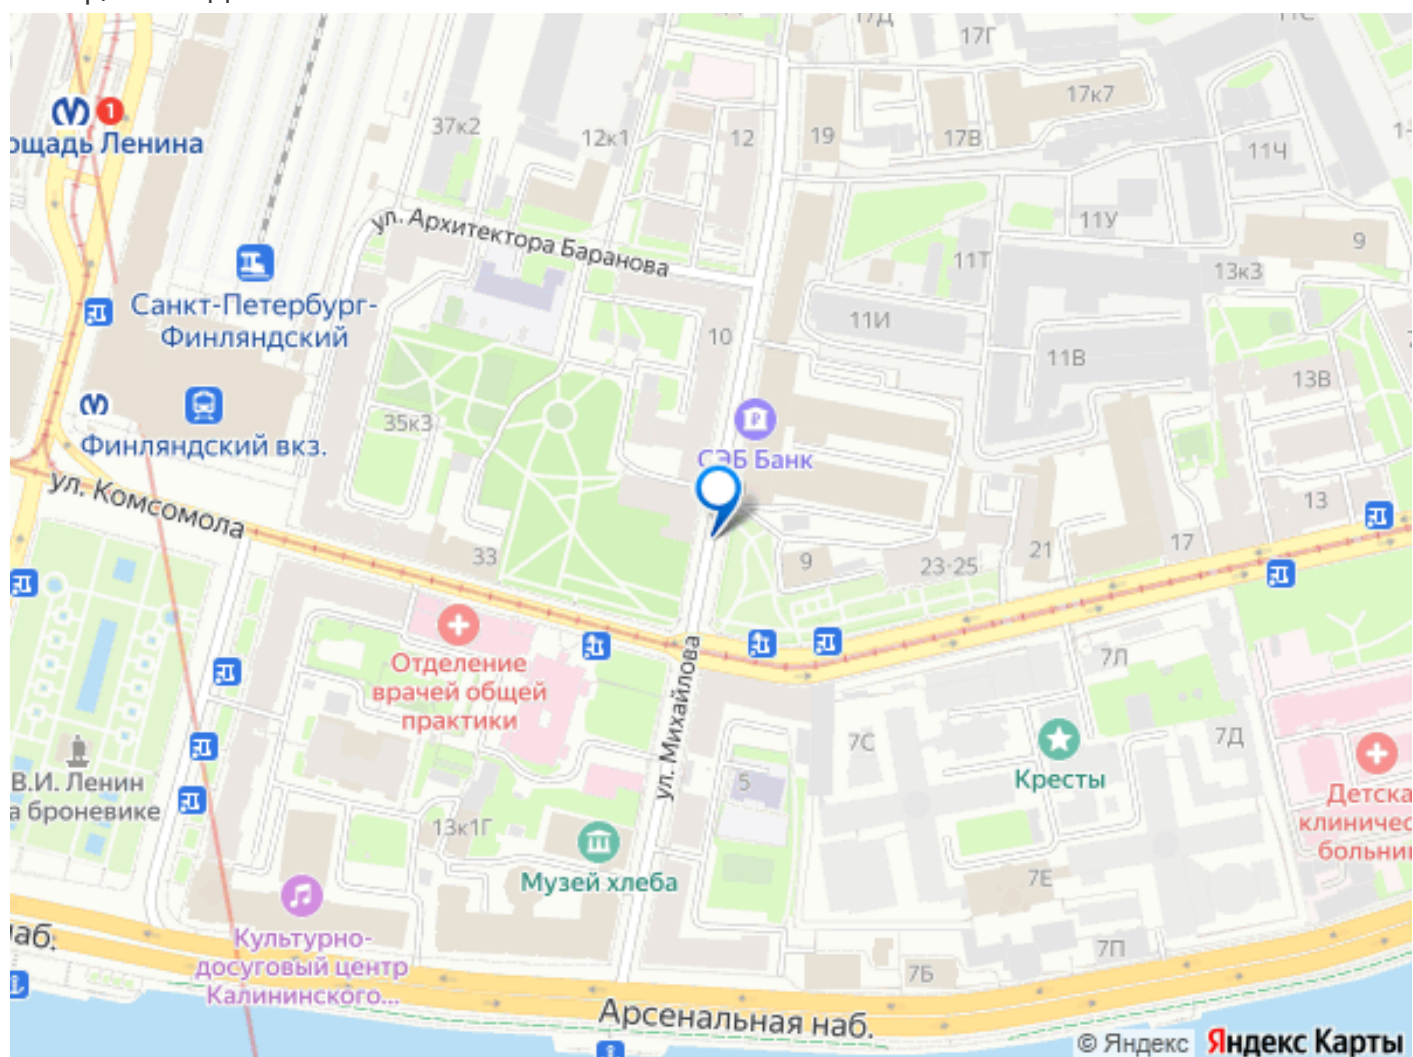 17Г
17к7
37к2
12к1
12
19
17В
11Ч
1
ощадь Ленина
ул. Архитектора Баранова
11У
9
11Т
13к3
Санкт-Петербург-
Финляндский
10
11И
11В
13В
35к3
Финляндский вкз.
СЭБ Банк
ул. Комсомола
13
33
9
23-25
21
17
Отделение
врачей общей
практики
ул. Михайлова
7Л
7С
7Д
Кресты
В.И. Ленин
а броневике
5
Детска
клиничес
больни
13к1Г
Музей хлеба
7Е
Культурно-
досуговый центр
Калининского...
наб.
7П
7Б
Арсенальная наб.
© Яндекс Яндекс Карты